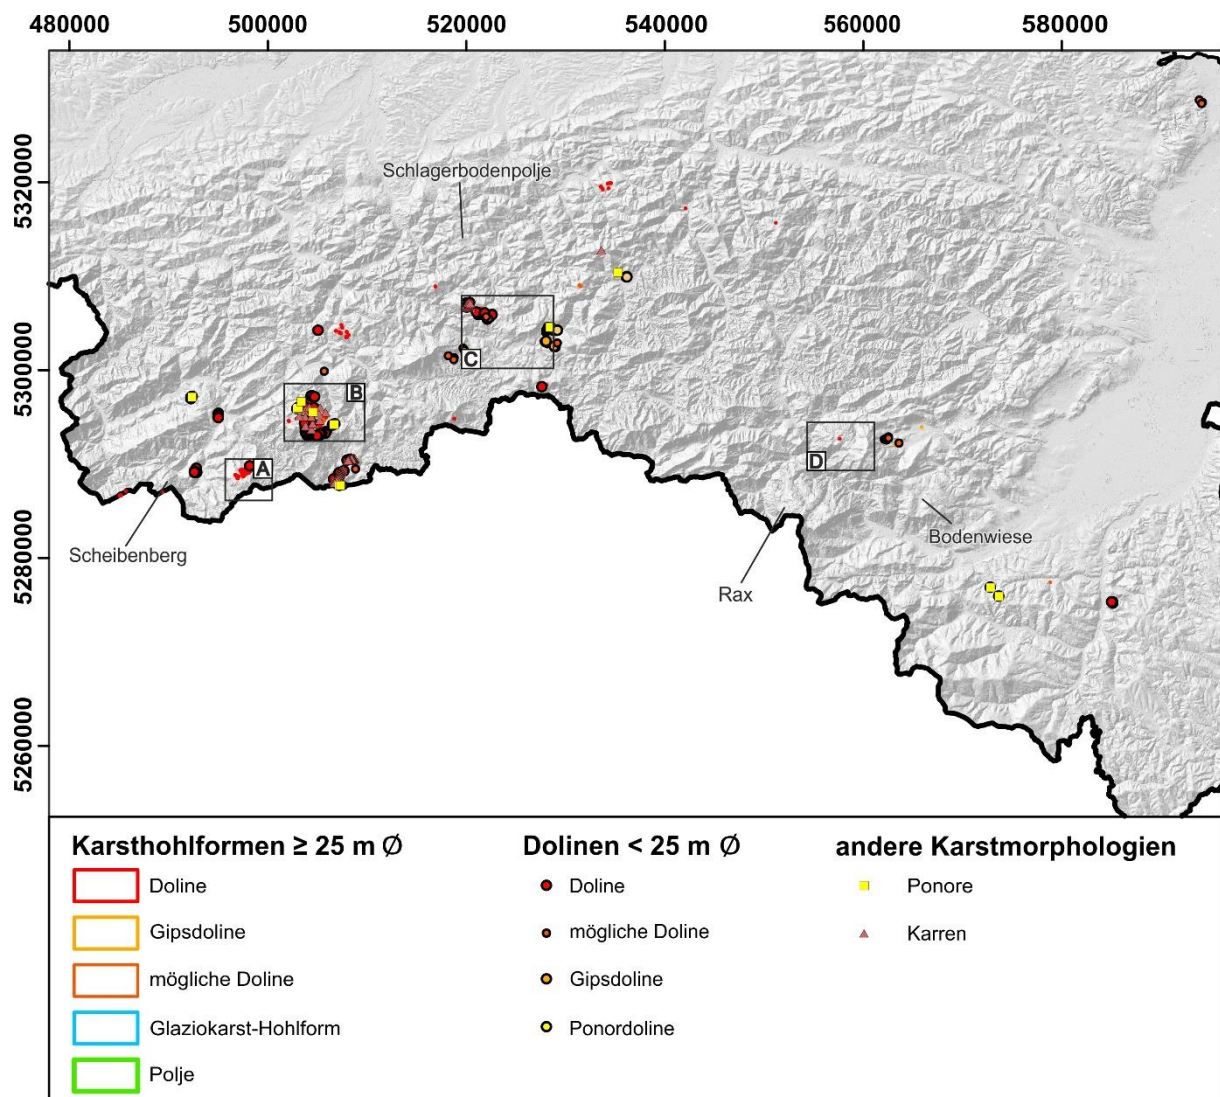 480000 500000 520000 540000 560000 580000
5320000
5300000
5280000
5260000
Schlagerbodenpolje
C
B
A
D
Scheibenberg
Bodenwiese
Rax
Karsthohlformen ≥ 25 m Ø
Doline
Gipsdoline
mögliche Doline
Glaziokarst-Hohlform
Polje
Dolinen < 25 m Ø
Doline
mögliche Doline
Gipsdoline
Ponordoline
andere Karstmorphologien
Ponore
Karren